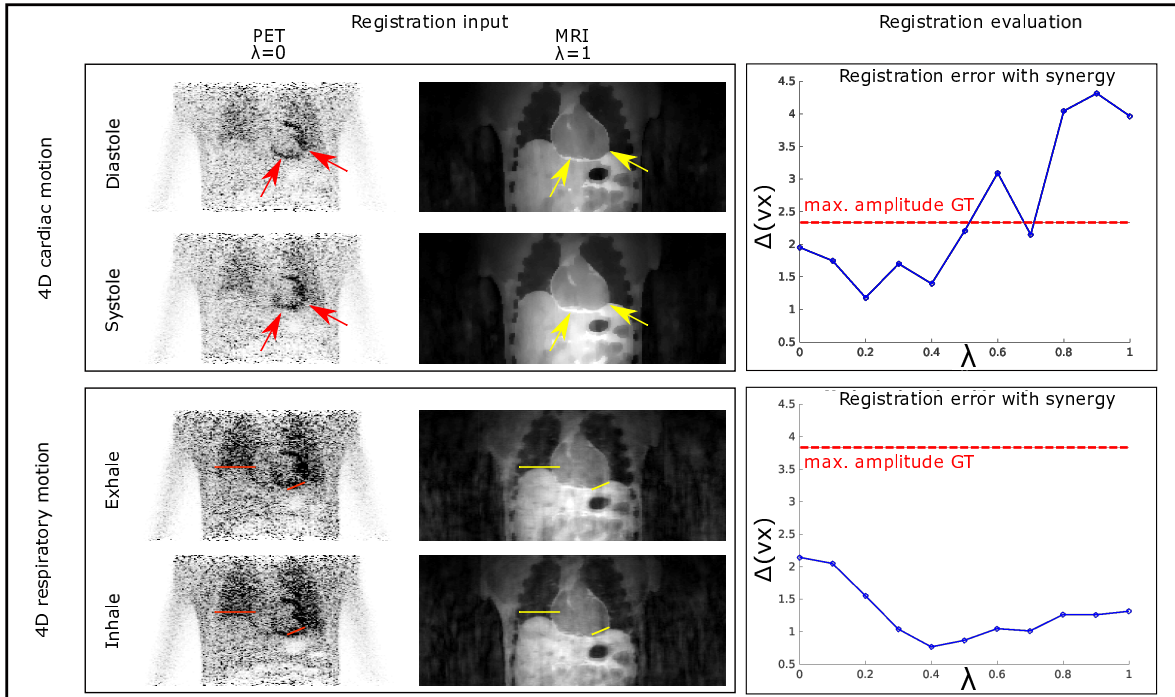 Registration input
Registration evaluation
PET
λ=0
MRI
λ=1
4D cardiac motion
Diastole
Systole
Registration error with synergy
4.5
4
3.5
3
2.5
2
1.5
1
0.5
Δ(vx)
max. amplitude GT
0
0.2
0.4
0.6
0.8
1
λ
4D respiratory motion
Exhale
Inhale
Registration error with synergy
4.5
4
3.5
3
2.5
2
1.5
1
0.5
Δ(vx)
max. amplitude GT
0
0.2
0.4
0.6
0.8
1
λ